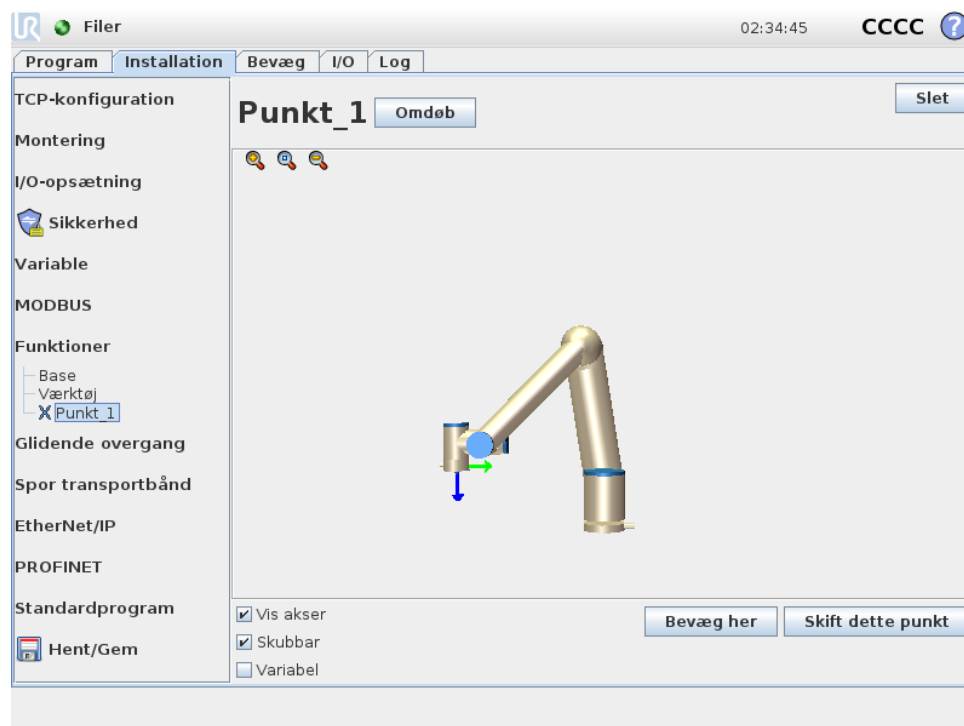 UR Filer 02:34:45 CCCC ?
Program Installation Bevæg I/O Log
TCP-konfiguration
Montering
I/O-opsætning
Sikkerhed
Variable
MODBUS
Funktioner
Base
Værktøj
Punkt_1
Glidende overgang
Spor transportbånd
EtherNet/IP
PROFINET
Standardprogram
Hent/Gem
Punkt_1 Omdøb Slet
Vis akser
Skubbar
Variabel
Bevæg her Skift dette punkt